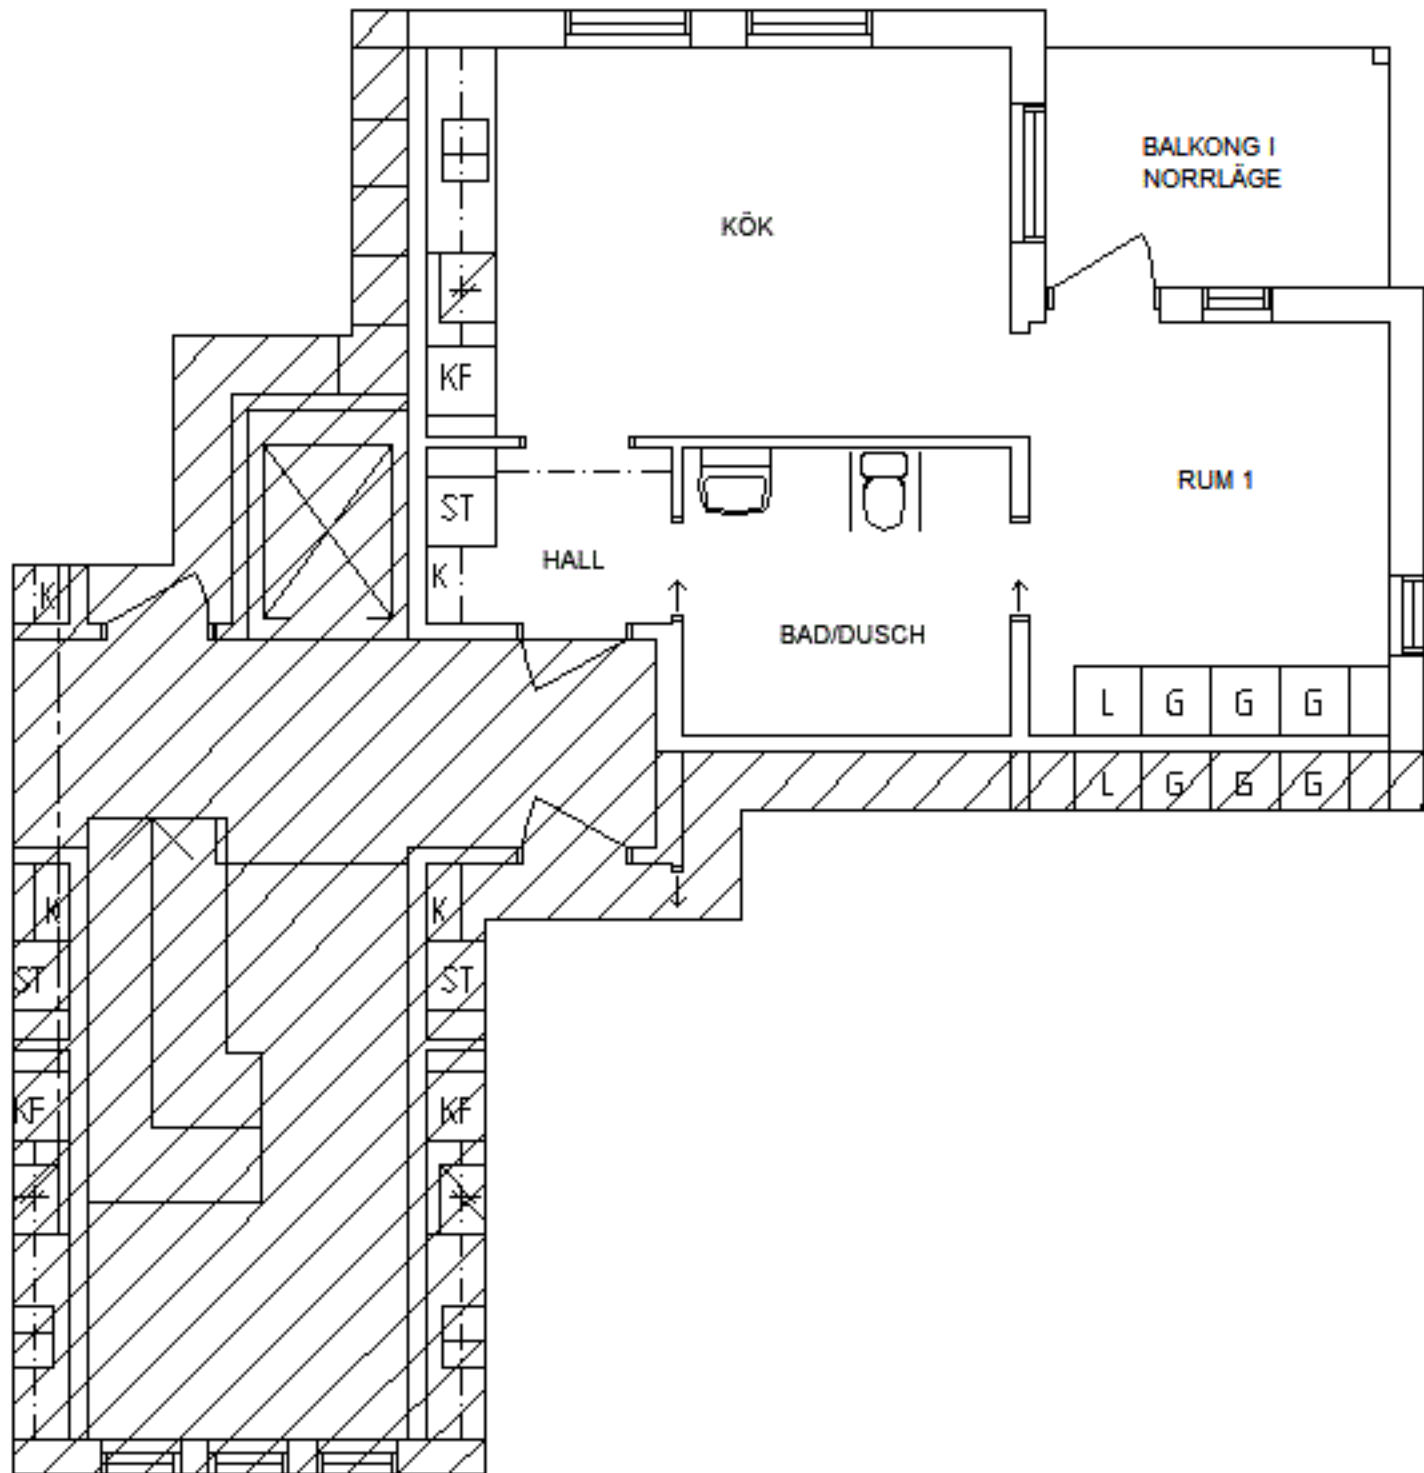 BALKONG I
NORRLÄGE
KÖK
KF
RUM 1
ST
HALL
K
K
BAD/DUSCH
L G G G
L G G G
K
K
ST
ST
KF
KF